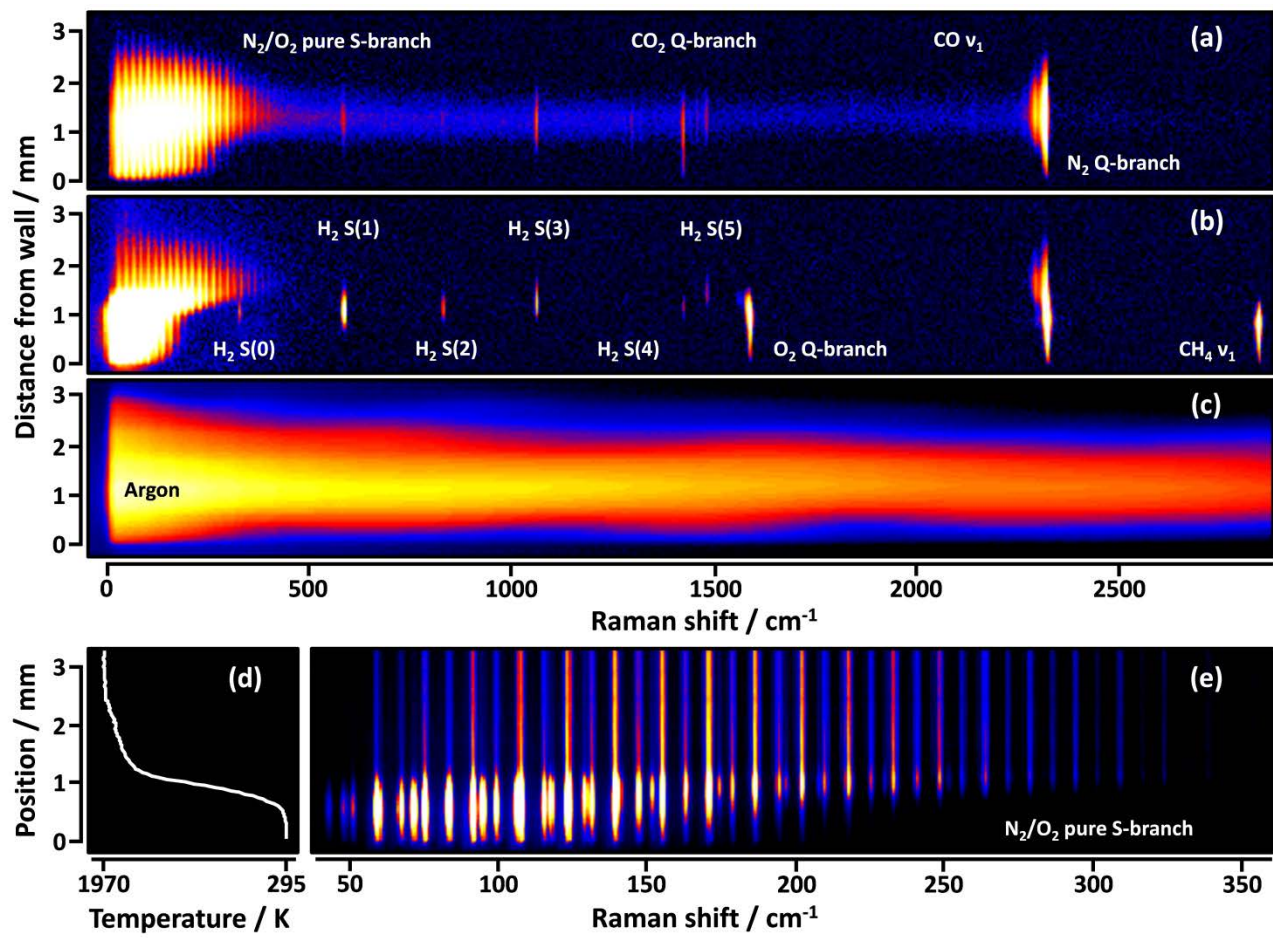 3
2
1
0
N₂/O₂ pure S-branch
CO₂ Q-branch
CO ν₁
(a)
N₂ Q-branch
3
2
1
0
H₂ S(1)
H₂ S(3)
H₂ S(5)
(b)
H₂ S(0)
H₂ S(2)
H₂ S(4)
O₂ Q-branch
CH₄ ν₁
Distance from wall / mm
3
2
1
0
(c)
Argon
0
500
1000
1500
2000
2500
Raman shift / cm⁻¹
Position / mm
3
2
1
0
(d)
1970
295
Temperature / K
(e)
N₂/O₂ pure S-branch
50
100
150
200
250
300
350
Raman shift / cm⁻¹